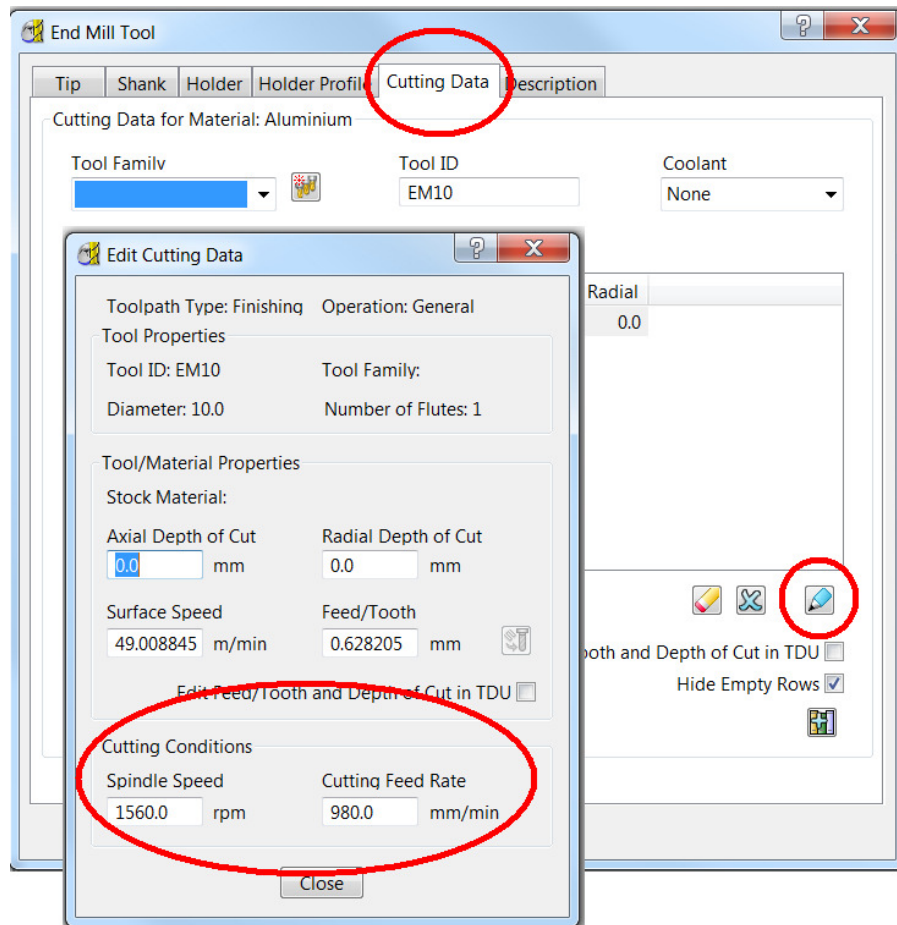 End Mill Tool
Tip Shank Holder Holder Profile Cutting Data Description
Cutting Data for Material: Aluminium
Tool Family Tool ID Coolant
EM10 None
Edit Cutting Data
Radial
0.0
Toolpath Type: Finishing Operation: General
Tool Properties
Tool ID: EM10 Tool Family:
Diameter: 10.0 Number of Flutes: 1
Tool/Material Properties
Stock Material:
Axial Depth of Cut Radial Depth of Cut
0.0 mm 0.0 mm
Surface Speed Feed/Tooth
49.008845 m/min 0.628205 mm
ooth and Depth of Cut in TDU
Hide Empty Rows
Edit Feed/Tooth and Depth of Cut in TDU
Cutting Conditions
Spindle Speed Cutting Feed Rate
1560.0 rpm 980.0 mm/min
Close